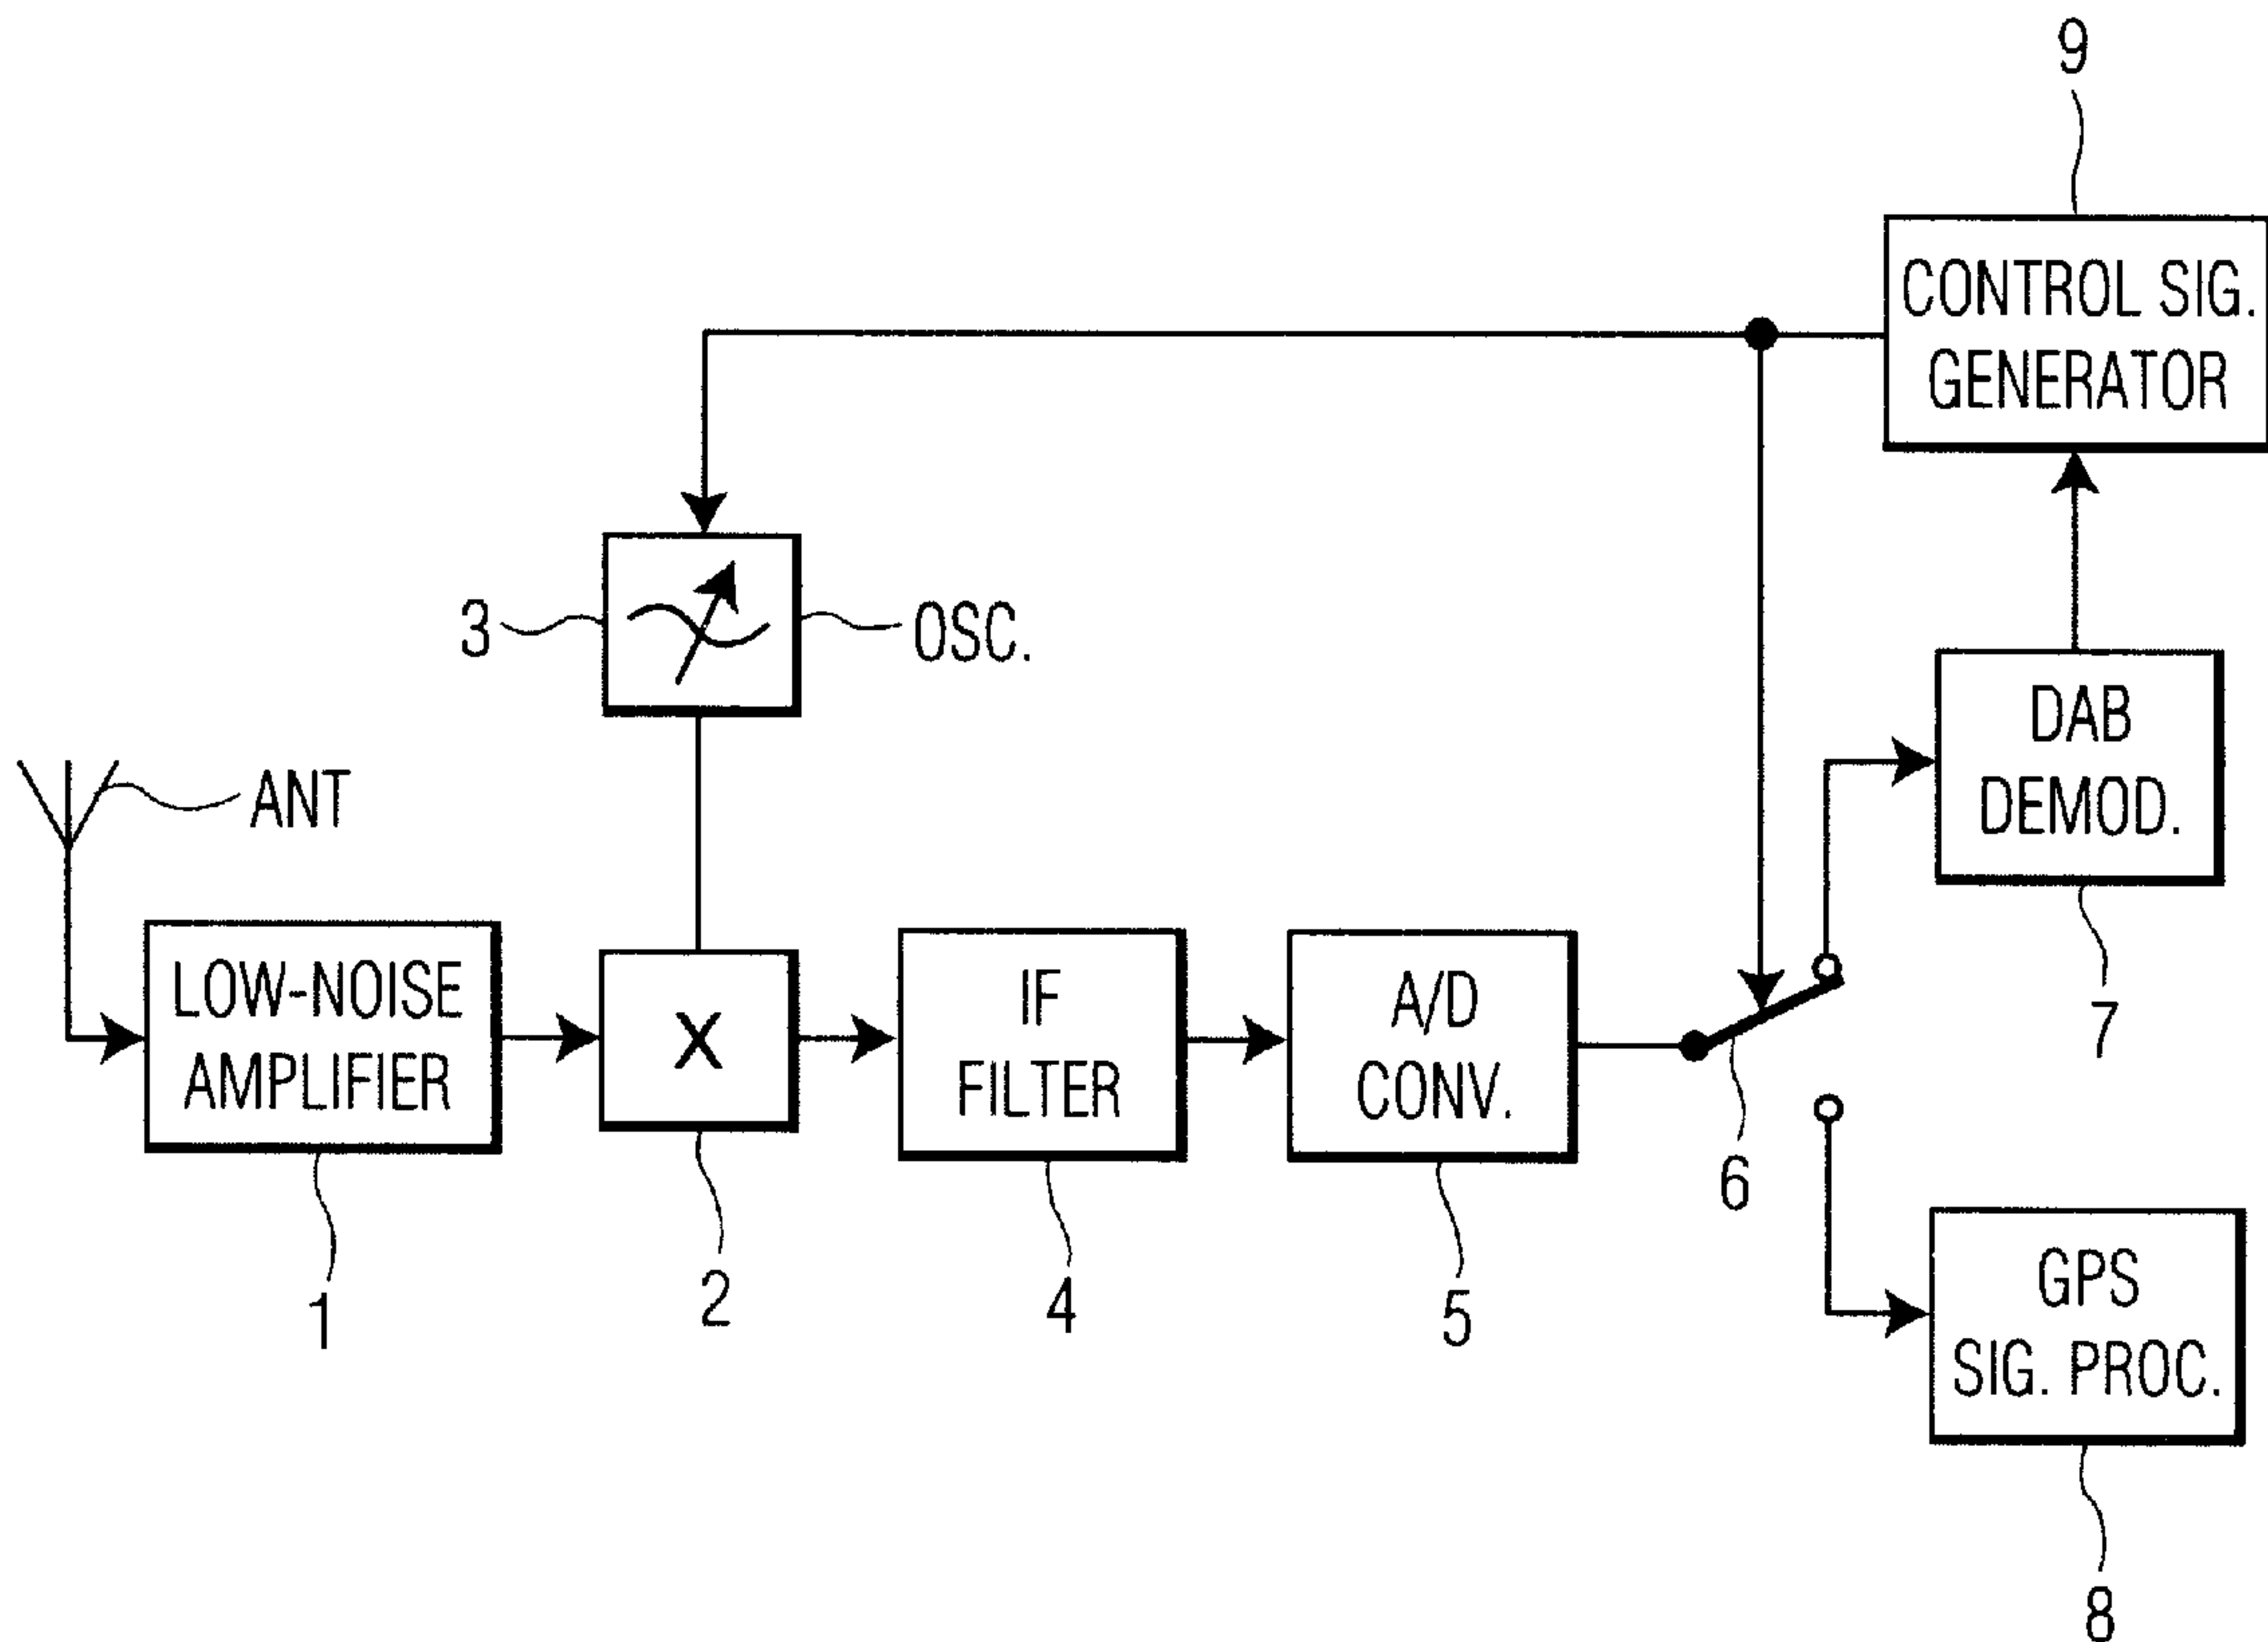 9
CONTROL SIG.
GENERATOR
3
OSC.
DAB
DEMOD.
ANT
LOW-NOISE
AMPLIFIER
X
IF
FILTER
A/D
CONV.
7
6
1
2
4
5
GPS
SIG. PROC.
8